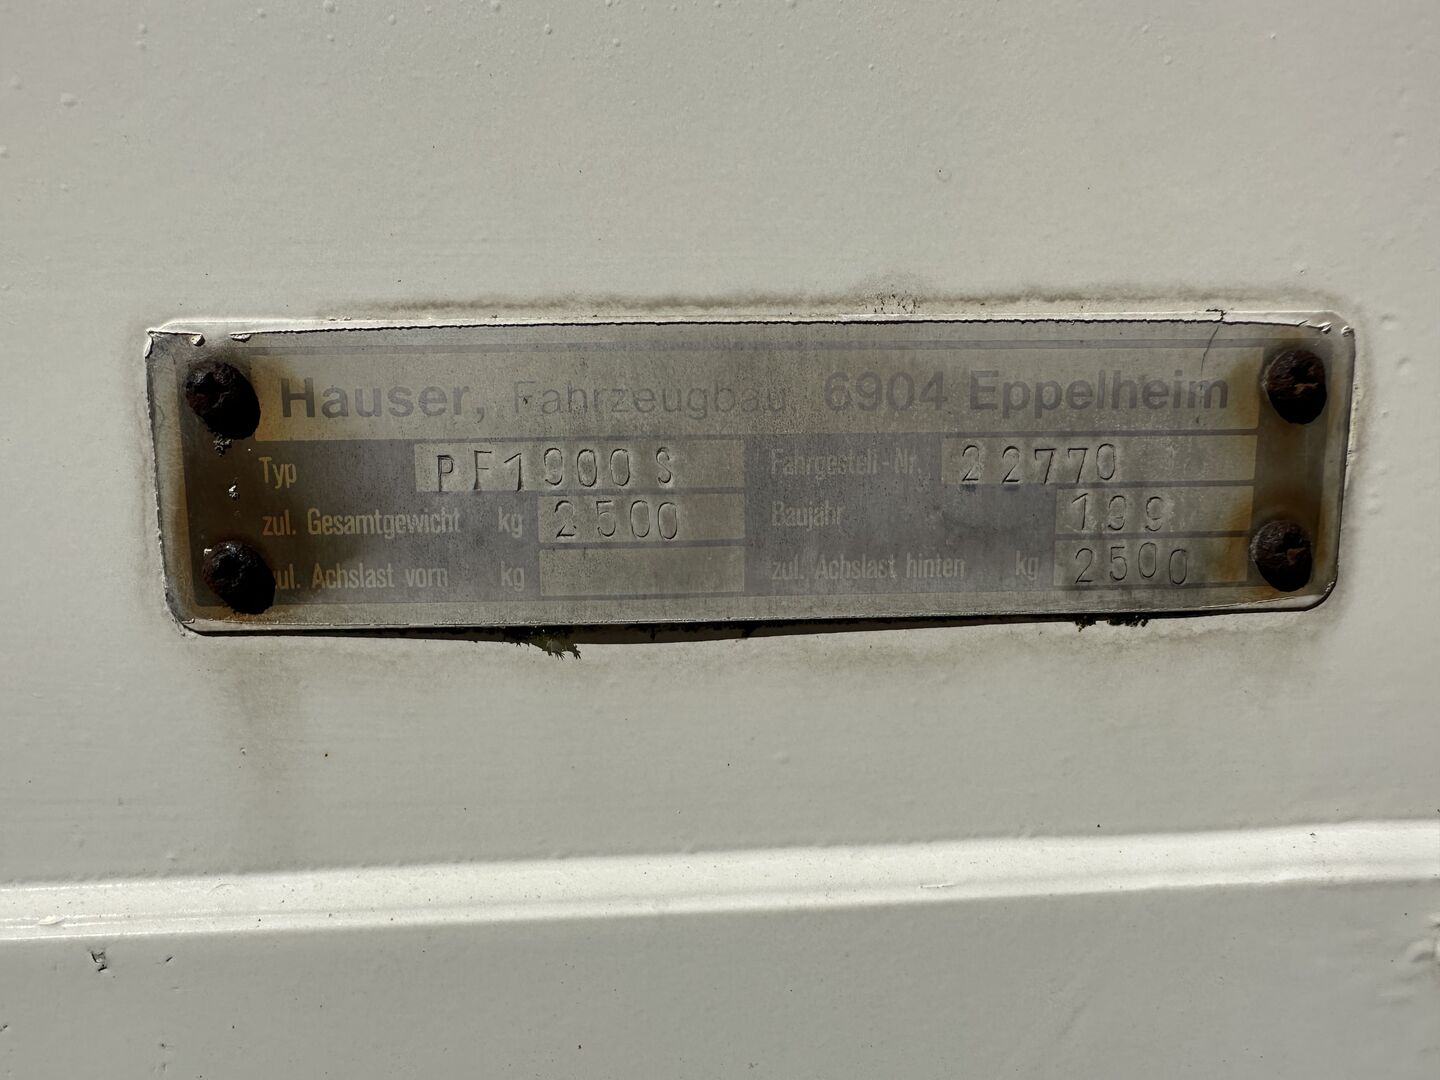 Hauser, Fahrzeugbau 6904 Eppelheim
Typ PF1900S Fahrgestell-Nr. 22770
zul. Gesamtgewicht kg 2500 Baujahr 199
zul. Achslast vorn kg zul. Achslast hinten kg 2500